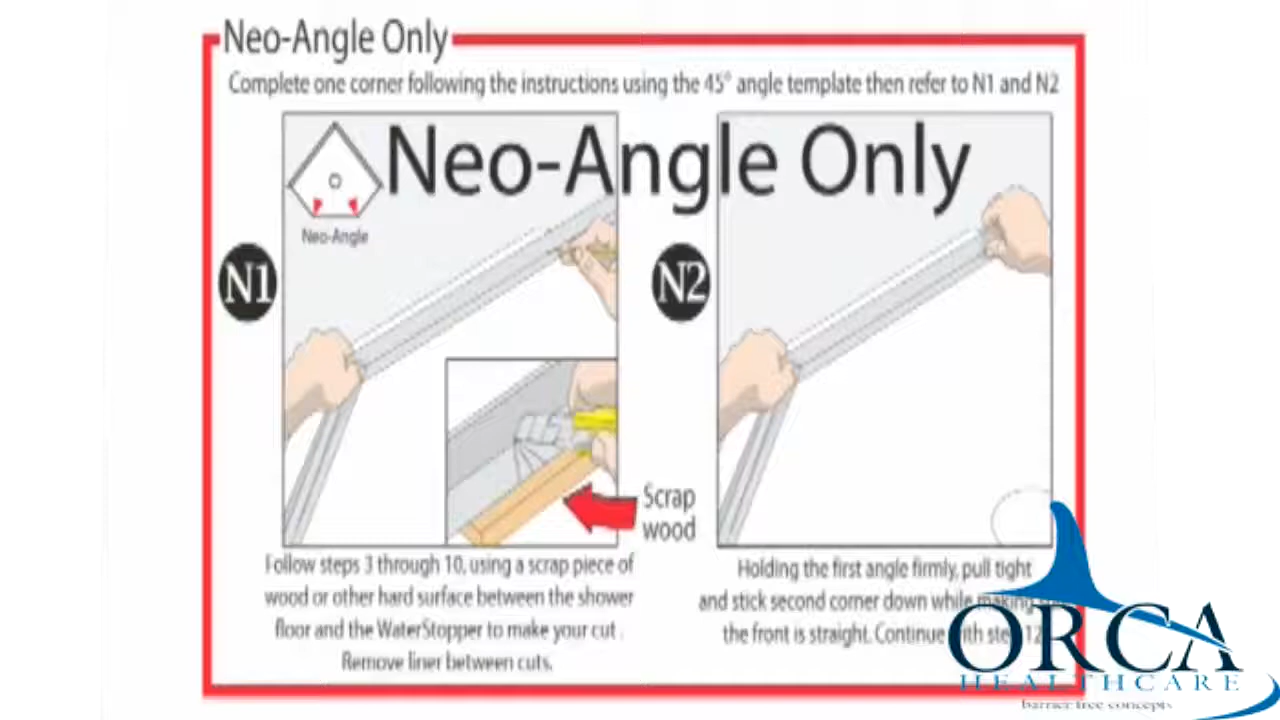 Neo-Angle Only
Complete one corner following the instructions using the 45° angle template then refer to N1 and N2
Neo-Angle Only
Neo-Angle
N1
N2
Scrap
wood
Follow steps 3 through 10, using a scrap piece of
wood or other hard surface between the shower
floor and the WaterStopper to make your cut.
Remove liner between cuts.
Holding the first angle firmly, pull tight
and stick second corner down while making
the front is straight. Continue with step 12
ORCA
HEALTHCARE
barrier free concepts